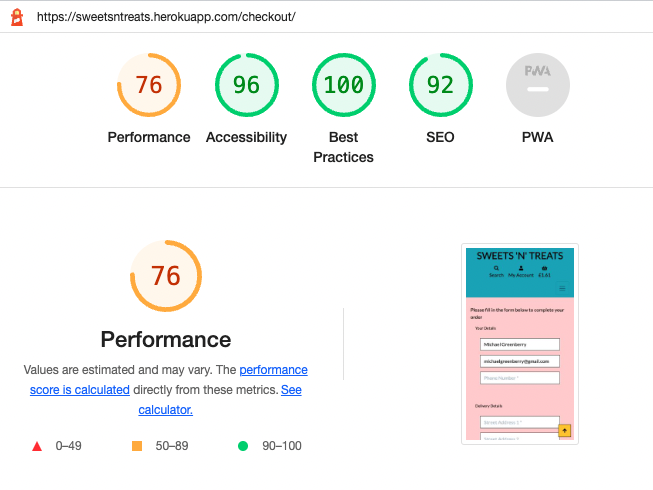 https://sweetsntreats.herokuapp.com/checkout/
76
96
100
92
PWA
Performance
Accessibility
Best
Practices
SEO
PWA
76
Performance
Values are estimated and may vary. The performance
score is calculated directly from these metrics. See
calculator.
0–49
50–89
90–100
SWEETS 'N' TREATS
Search
My Account
Please fill in the form below to complete your
order
Your Details
Michael Greenberry
michaelgreenberry@gmail.com
Phone Number *
Delivery Details
Street Address 1 *
Street Address 2